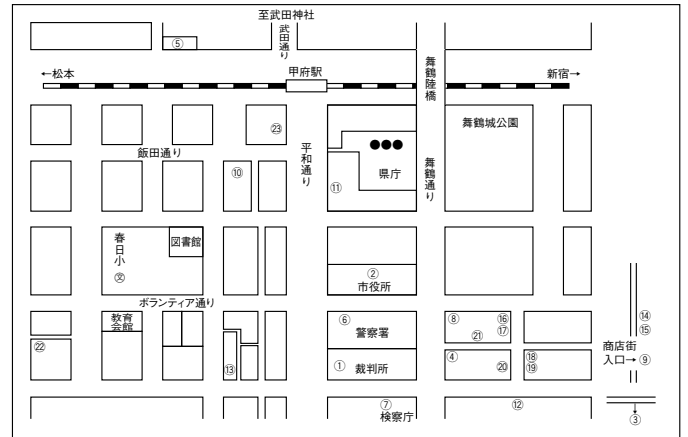 至武田神社
武田通り
⑤
←松本
甲府駅
新宿→
舞鶴陸橋
㉓
飯田通り
⑩
平和通り
⑪
●●●
県庁
舞鶴通り
舞鶴城公園
春日小
㊫
図書館
②
市役所
ボランティア通り
教育
会館
㉒
⑬
⑥
警察署
①
裁判所
⑧
⑯
⑰
㉑
④
⑳
⑱
⑲
⑭
⑮
商店街
入口→⑨
⑦
検察庁
⑫
③